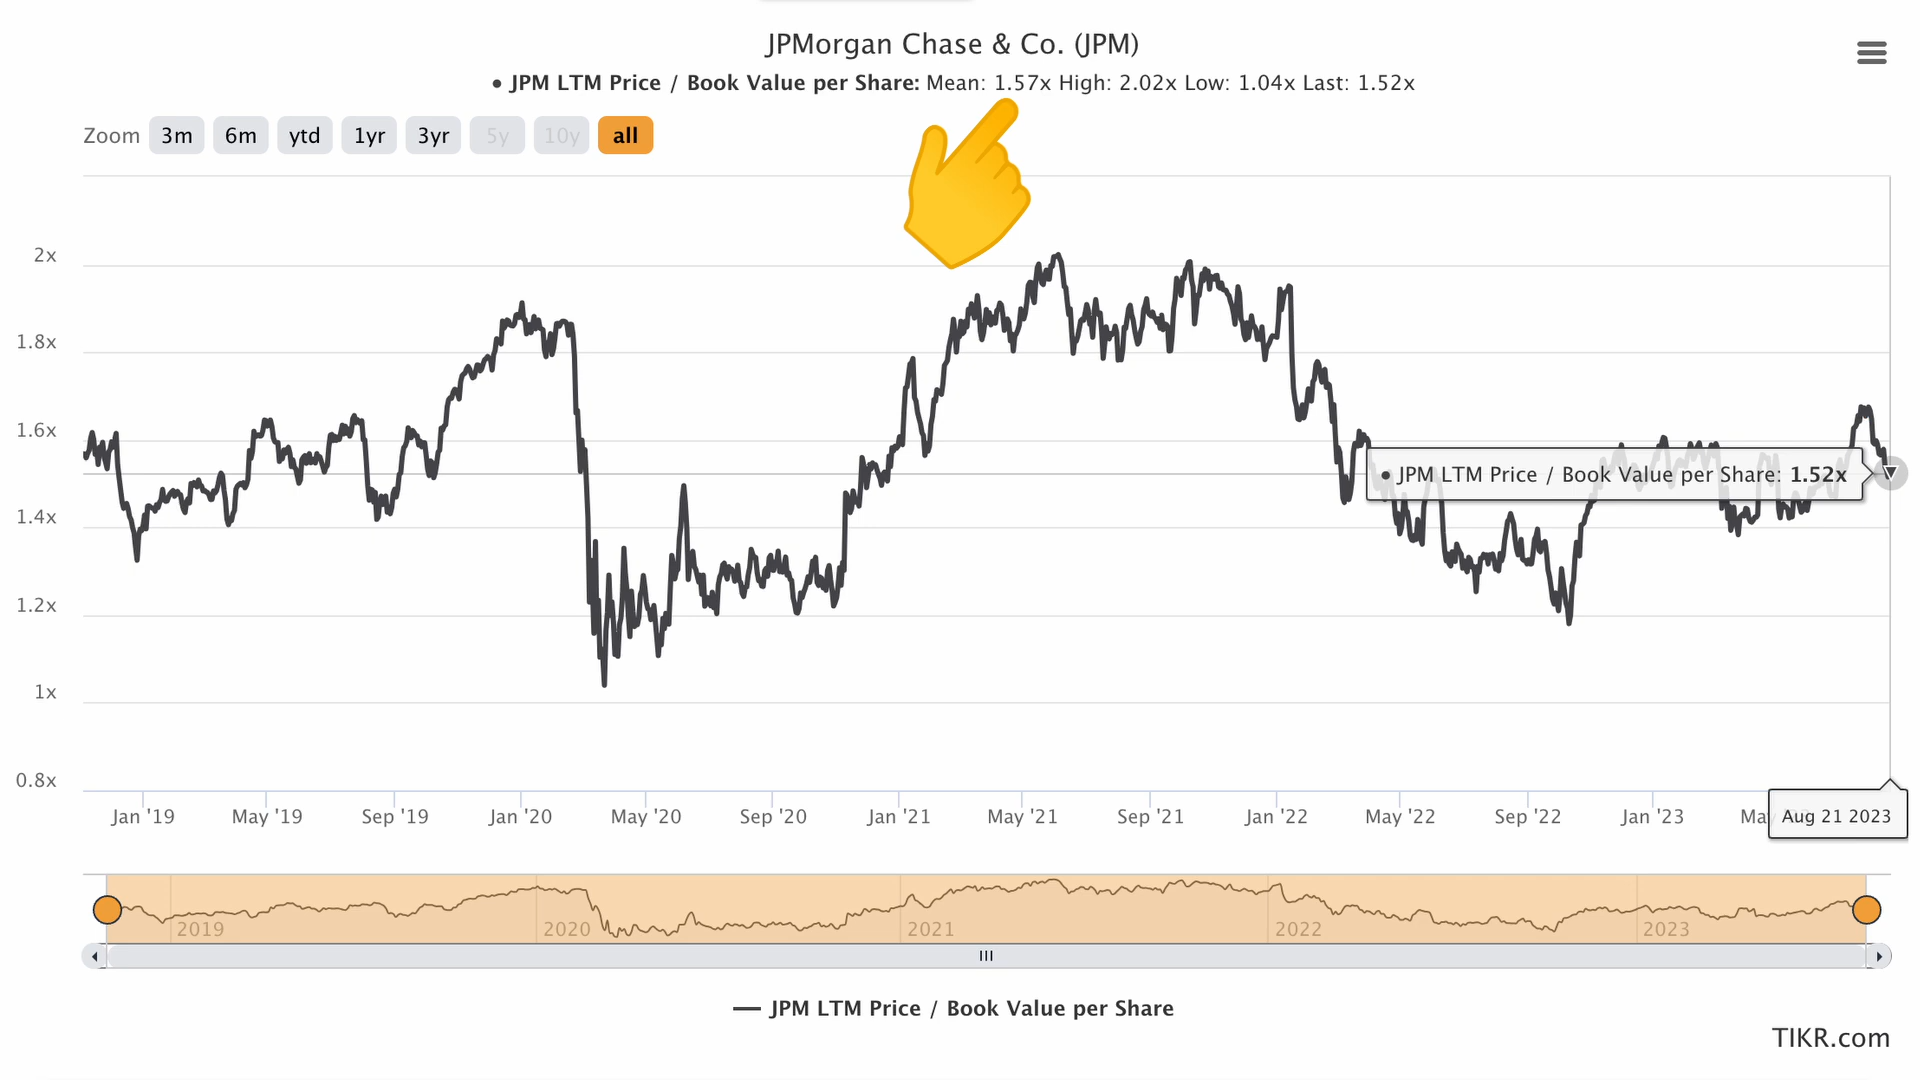 JPMorgan Chase & Co. (JPM)
• JPM LTM Price / Book Value per Share: Mean: 1.57x High: 2.02x Low: 1.04x Last: 1.52x
Zoom 3m 6m ytd 1yr 3yr 5y 10y all
2x
1.8x
1.6x
• JPM LTM Price / Book Value per Share: 1.52x
1.4x
1.2x
1x
0.8x
Jan '19 May '19 Sep '19 Jan '20 May '20 Sep '20 Jan '21 May '21 Sep '21 Jan '22 May '22 Sep '22 Jan '23 Aug 21 2023
2019 2020 2021 2022 2023
JPM LTM Price / Book Value per Share
TIKR.com